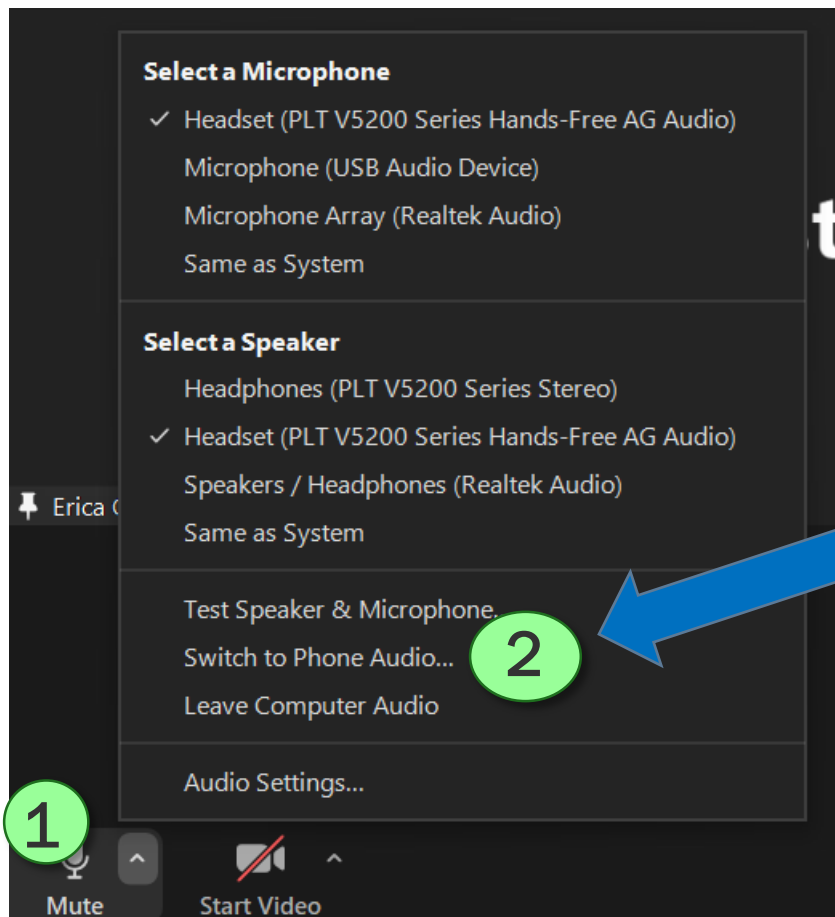 Select a Microphone
✓ Headset (PLT V5200 Series Hands-Free AG Audio)
Microphone (USB Audio Device)
Microphone Array (Realtek Audio)
Same as System
Select a Speaker
Headphones (PLT V5200 Series Stereo)
✓ Headset (PLT V5200 Series Hands-Free AG Audio)
Speakers / Headphones (Realtek Audio)
Erica
Same as System
Test Speaker & Microphone...
Switch to Phone Audio...
2
Leave Computer Audio
Audio Settings...
1
Mute
Start Video